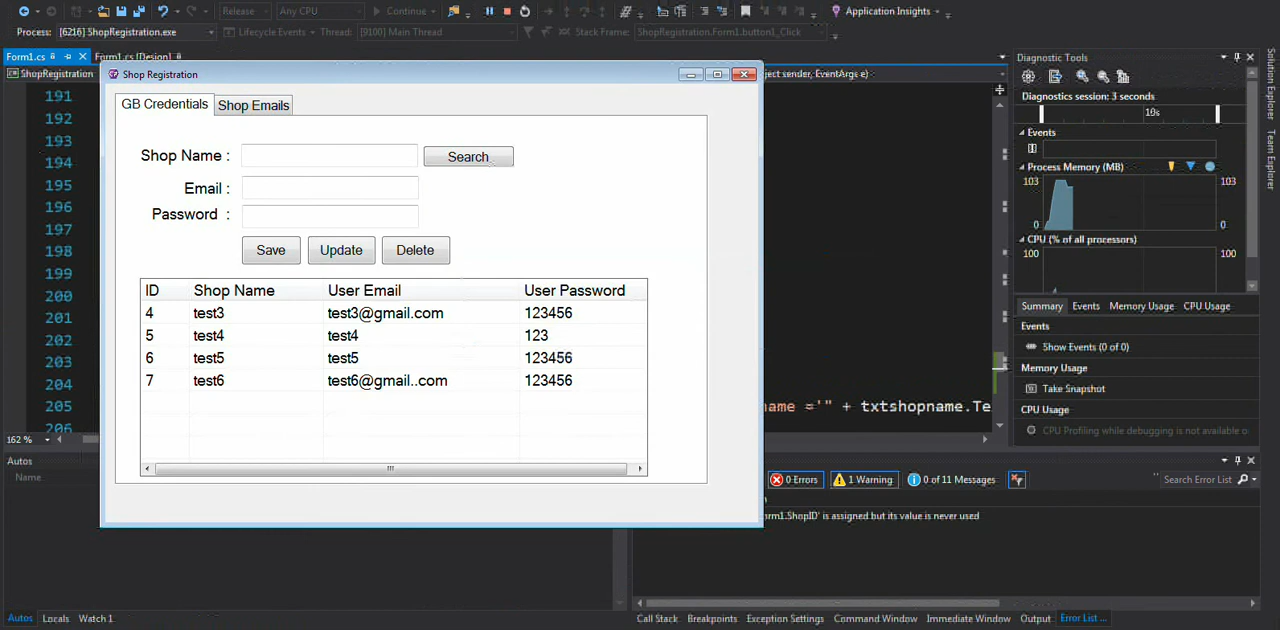 Release Any CPU Continue Application Insights
Process: [6216] ShopRegistration.exe Lifecycle Events Thread: [9100] Main Thread Stack Frame: ShopRegistration.Form1.button1_Click
Form1.cs Form1.cs [Design]
ShopRegistration
Shop Registration
ject sender, EventArgs e)
GB Credentials Shop Emails
Shop Name :
Search
Email :
Password :
Save Update Delete
ID Shop Name User Email User Password
4 test3 test3@gmail.com 123456
5 test4 test4 123
6 test5 test5 123456
7 test6 test6@gmail..com 123456
191
192
193
194
195
196
197
198
199
200
201
202
203
204
205
206
ame ='" + txtshopname.Te
162 %
Diagnostic Tools
Diagnostics session: 3 seconds
10s
Events
Process Memory (MB)
103 103
0 0
CPU (% of all processors)
100 100
Summary Events Memory Usage CPU Usage
Events
Show Events (0 of 0)
Memory Usage
Take Snapshot
CPU Usage
CPU Profiling while debugging is not available o
Solution Explorer
Team Explorer
Autos
Name
0 Errors 1 Warning 0 of 11 Messages Search Error List
orm1.ShopID' is assigned but its value is never used
Autos Locals Watch 1
Call Stack Breakpoints Exception Settings Command Window Immediate Window Output Error List ...